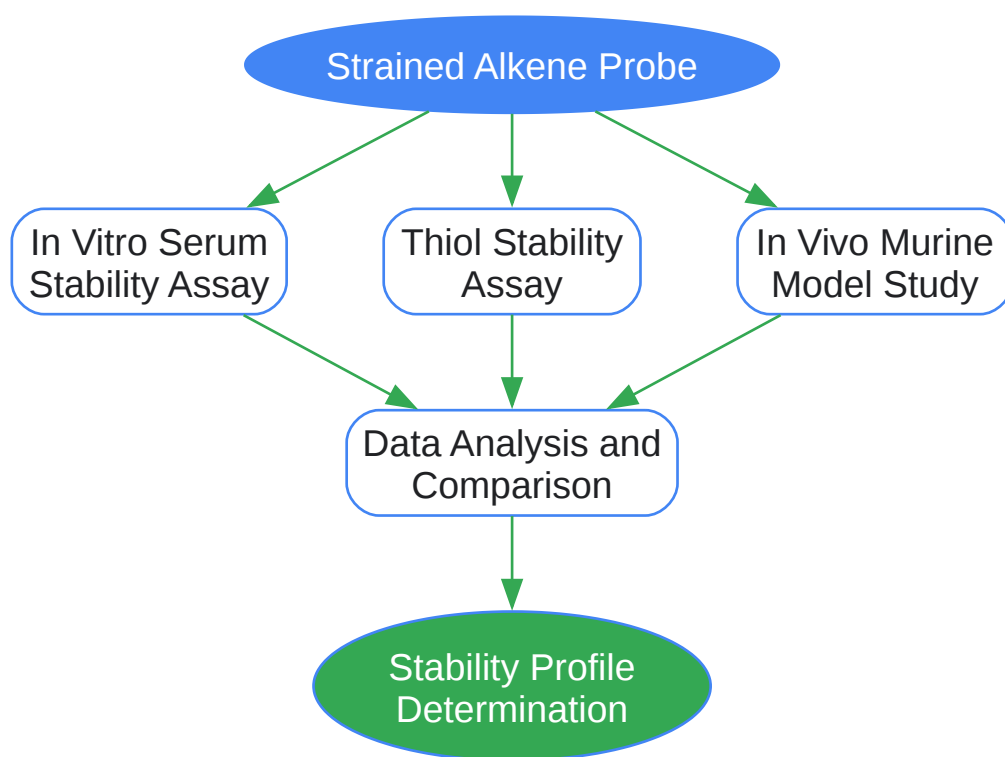 Strained Alkene Probe
In Vitro Serum
Stability Assay
Thiol Stability
Assay
In Vivo Murine
Model Study
Data Analysis and
Comparison
Stability Profile
Determination